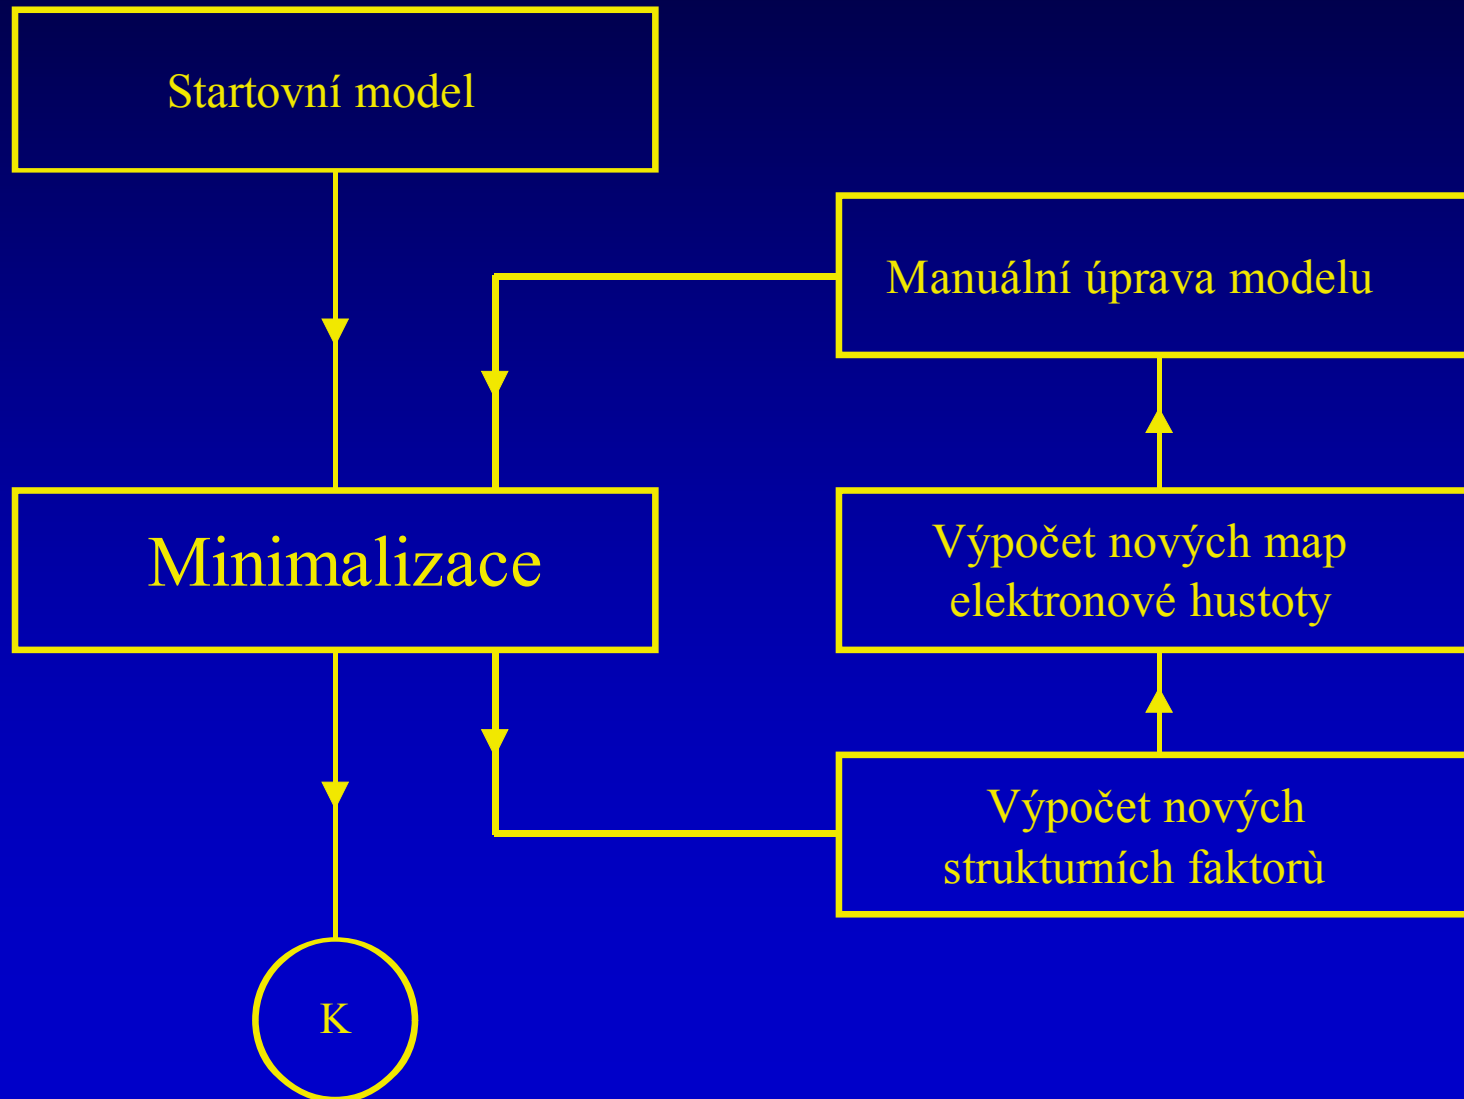 Startovní model
Manuální úprava modelu
Minimalizace
Výpočet nových map
elektronové hustoty
Výpočet nových
strukturních faktorù
K